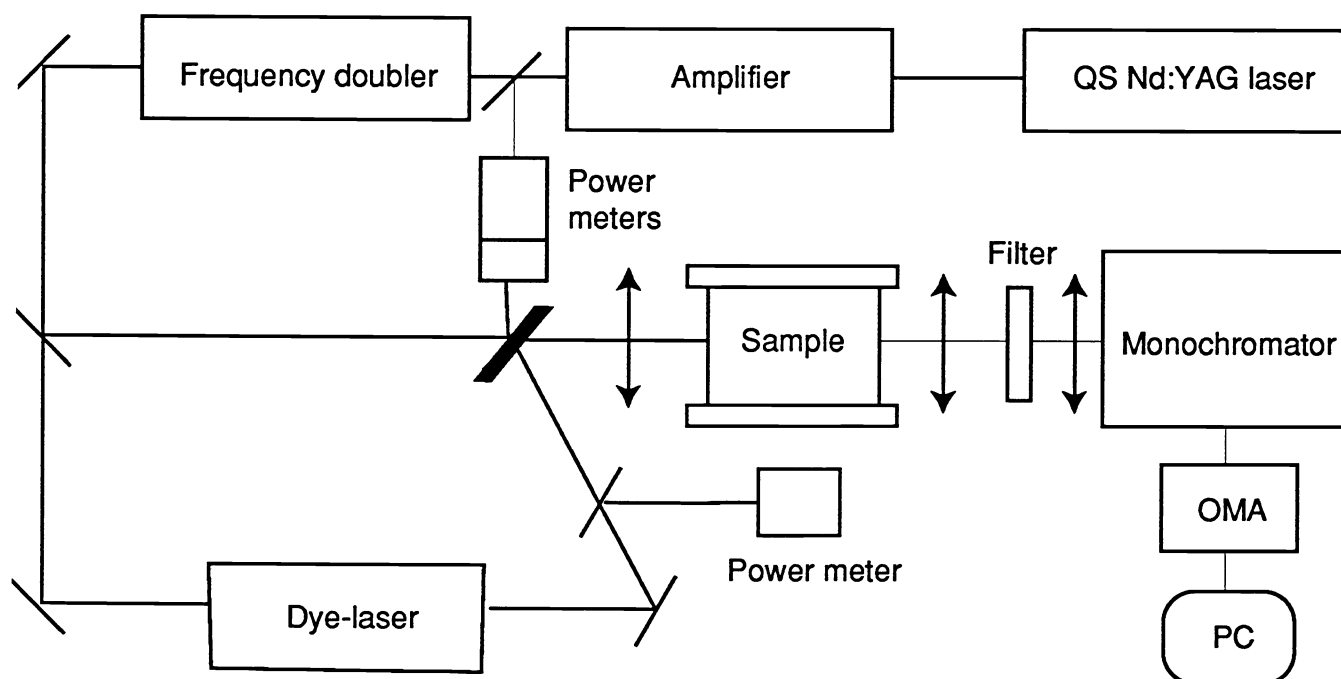 Frequency doubler
Amplifier
QS Nd:YAG laser
Power
meters
Filter
Sample
Monochromator
OMA
Power meter
Dye-laser
PC